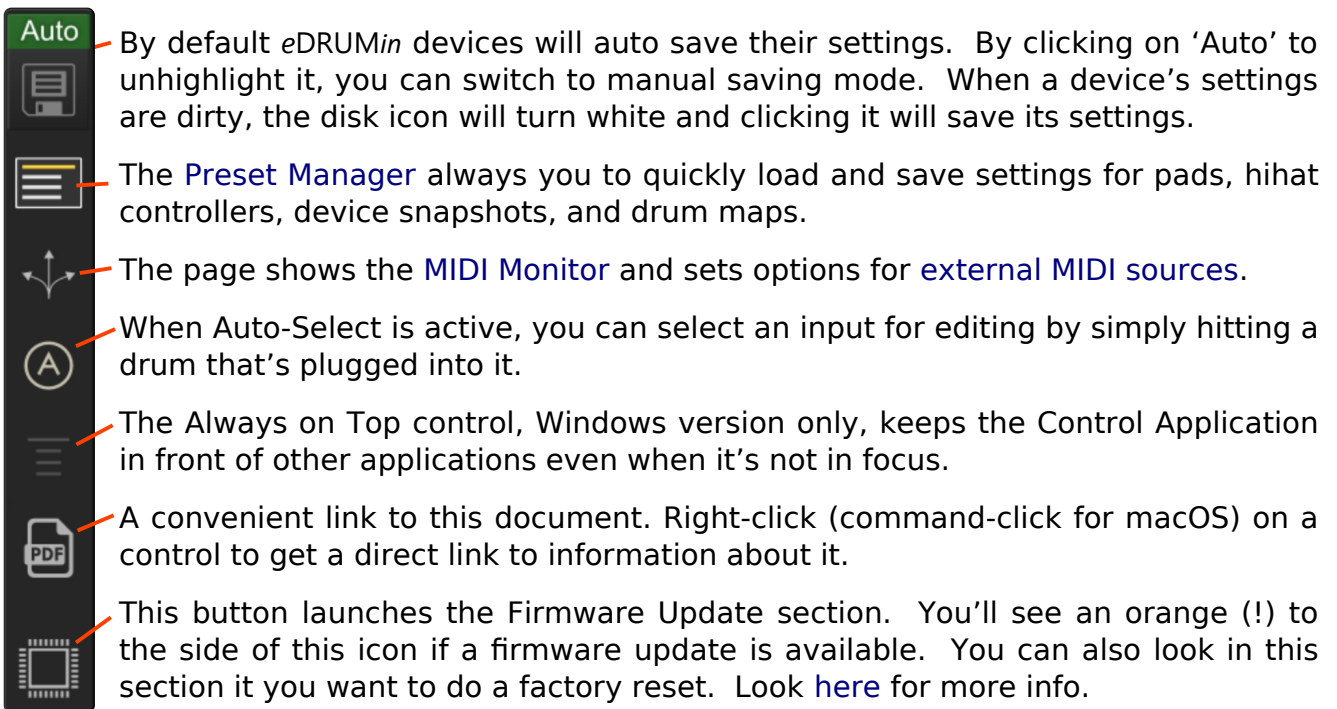 Auto
By default eDRUMin devices will auto save their settings. By clicking on ‘Auto’ to
unhighlight it, you can switch to manual saving mode. When a device’s settings
are dirty, the disk icon will turn white and clicking it will save its settings.
The Preset Manager always you to quickly load and save settings for pads, hihat
controllers, device snapshots, and drum maps.
The page shows the MIDI Monitor and sets options for external MIDI sources.
A
When Auto-Select is active, you can select an input for editing by simply hitting a
drum that’s plugged into it.
The Always on Top control, Windows version only, keeps the Control Application
in front of other applications even when it’s not in focus.
PDF
A convenient link to this document. Right-click (command-click for macOS) on a
control to get a direct link to information about it.
This button launches the Firmware Update section. You’ll see an orange (!) to
the side of this icon if a firmware update is available. You can also look in this
section it you want to do a factory reset. Look here for more info.